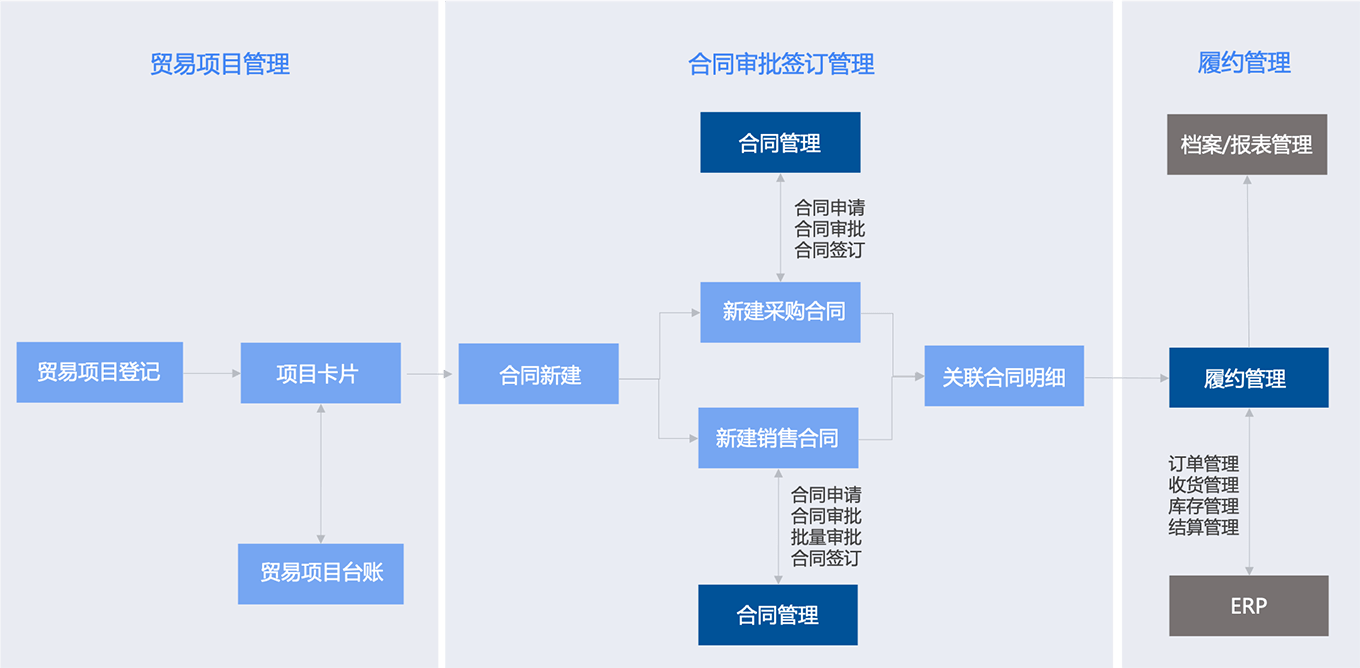 贸易项目管理
合同审批签订管理
履约管理
合同管理
档案/报表管理
合同申请
合同审批
合同签订
新建采购合同
贸易项目登记
项目卡片
合同新建
关联合同明细
履约管理
新建销售合同
订单管理
收货管理
库存管理
结算管理
合同申请
合同审批
批量审批
合同签订
贸易项目台账
合同管理
ERP